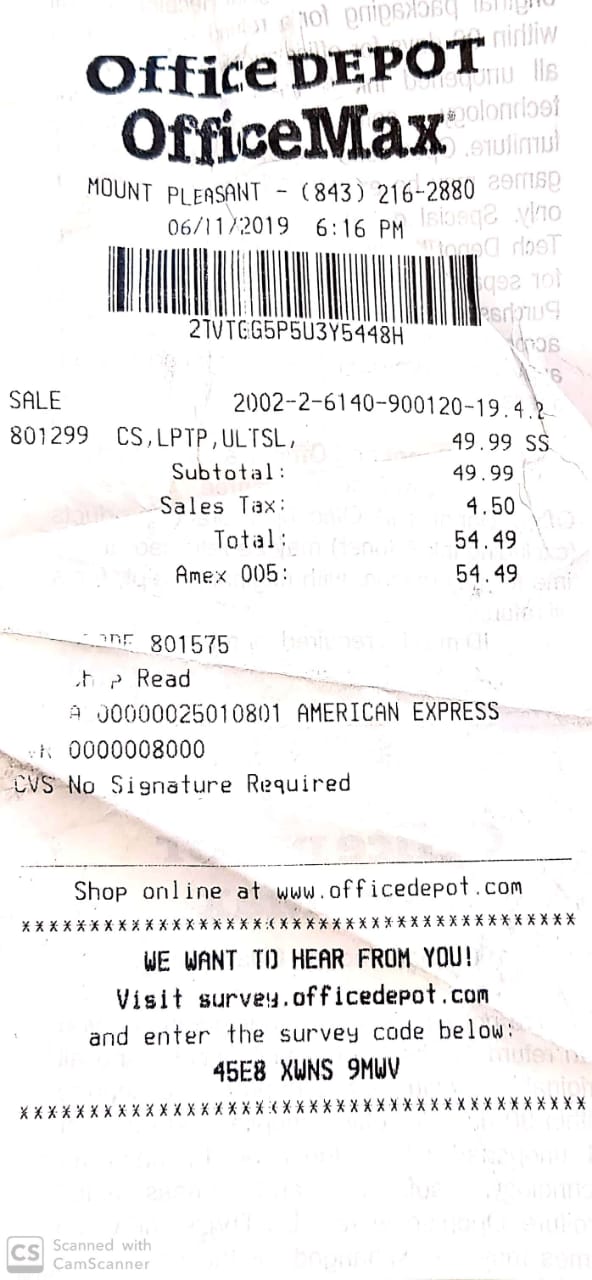 Office DEPOT
OfficeMax
MOUNT PLEASANT - (843) 216-2880
06/11/2019 6:16 PM
2TVTGG5P5U3Y5448H
SALE 2002-2-6140-900120-19.4.2
801299 CS,LPTP,ULTSL, 49.99 SS
Subtotal: 49.99
Sales Tax: 4.50
Total: 54.49
Amex 005: 54.49
801575
Read
00000025010801 AMERICAN EXPRESS
0000008000
CVS No Signature Required
Shop online at www.officedepot.com
WE WANT TO HEAR FROM YOU!
Visit survey.officedepot.com
and enter the survey code below:
45E8 XWNS 9MWV
CS Scanned with
CamScanner